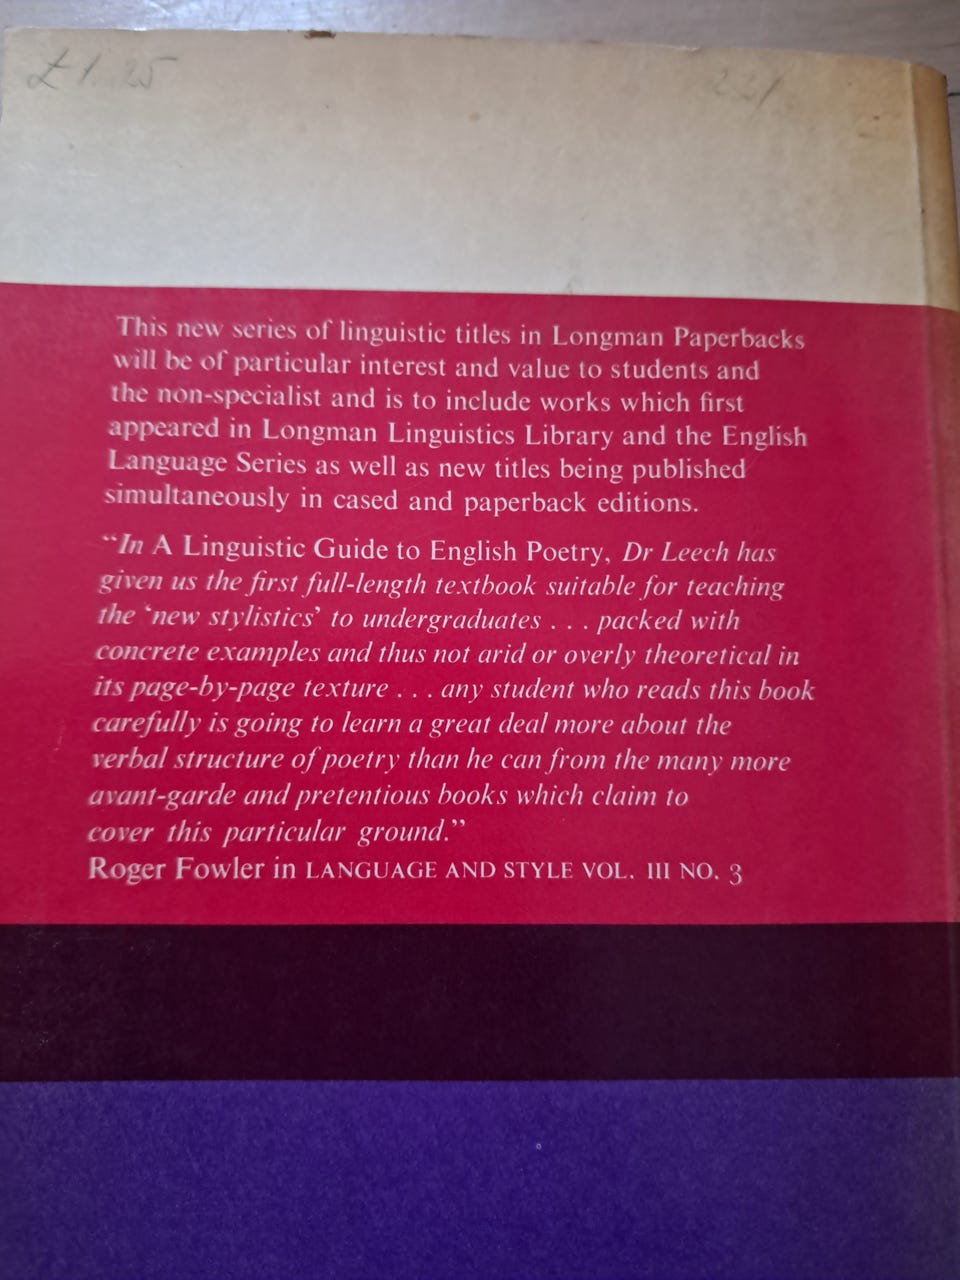 £1.25
This new series of linguistic titles in Longman Paperbacks
will be of particular interest and value to students and
the non-specialist and is to include works which first
appeared in Longman Linguistics Library and the English
Language Series as well as new titles being published
simultaneously in cased and paperback editions.
“In A Linguistic Guide to English Poetry, Dr Leech has
given us the first full-length textbook suitable for teaching
the ‘new stylistics’ to undergraduates . . . packed with
concrete examples and thus not arid or overly theoretical in
its page-by-page texture . . . any student who reads this book
carefully is going to learn a great deal more about the
verbal structure of poetry than he can from the many more
avant-garde and pretentious books which claim to
cover this particular ground.”
Roger Fowler in LANGUAGE AND STYLE VOL. III NO. 3